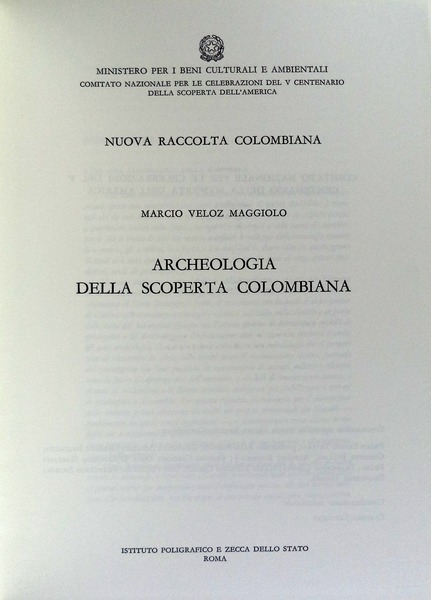 MINISTERO PER I BENI CULTURALI E AMBIENTALI
COMITATO NAZIONALE PER LE CELEBRAZIONI DEL V CENTENARIO
DELLA SCOPERTA DELL'AMERICA
NUOVA RACCOLTA COLOMBIANA
MARCIO VELOZ MAGGIOLO
ARCHEOLOGIA
DELLA SCOPERTA COLOMBIANA
ISTITUTO POLIGRAFICO E ZECCA DELLO STATO
ROMA